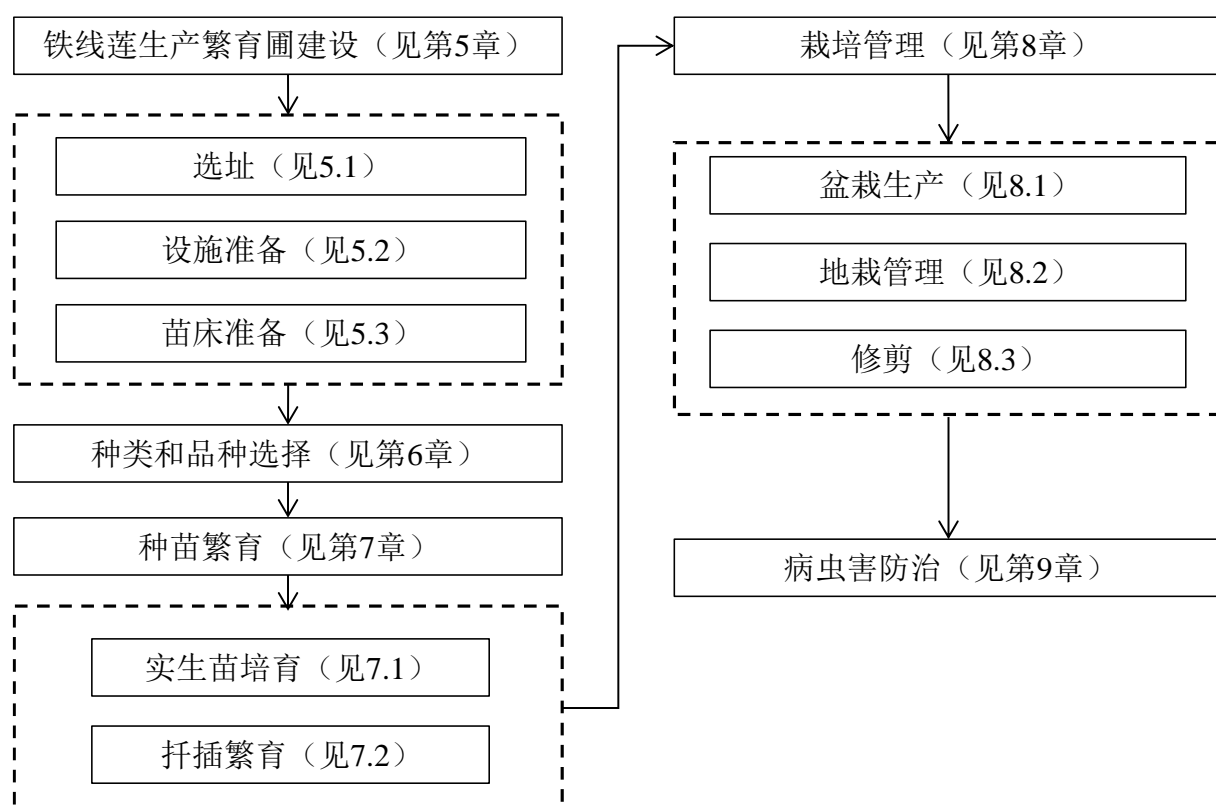 铁线莲生产繁育圃建设（见第5章）
选址（见5.1）
设施准备（见5.2）
苗床准备（见5.3）
种类和品种选择（见第6章）
种苗繁育（见第7章）
实生苗培育（见7.1）
扦插繁育（见7.2）
栽培管理（见第8章）
盆栽生产（见8.1）
地栽管理（见8.2）
修剪（见8.3）
病虫害防治（见第9章）